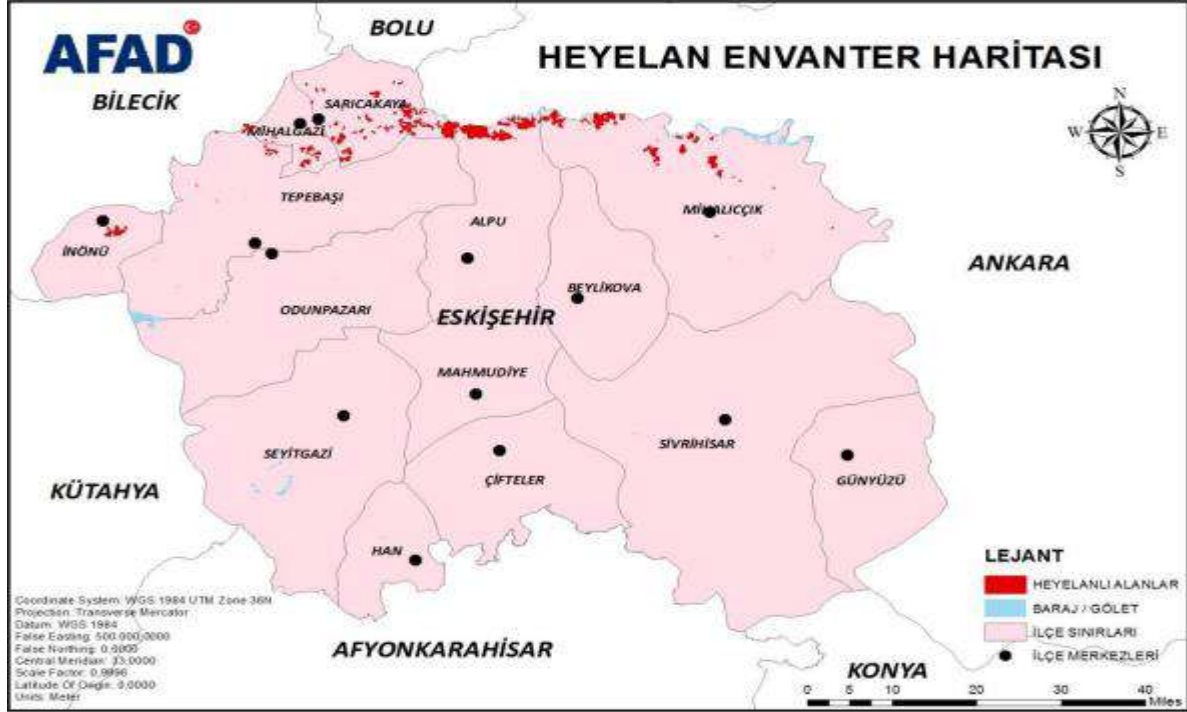 AFAD
BOLU
HEYELAN ENVANTER HARİTASI
BİLECİK
N
W E
S
SARICAKAYA
MİHALGAZİ
TEPEBAŞI
ALPU
MİHALIÇÇIK
İNÖNÜ
ANKARA
BEYLİKOVA
ODUNPAZARI
ESKİŞEHİR
MAHMUDİYE
SEYİTGAZİ
SİVRİHİSAR
ÇİFTELER
GÜNYÜZÜ
KÜTAHYA
HAN
LEJANT
HEYELANLI ALANLAR
BARAJ / GÖLET
İLÇE SINIRLARI
İLÇE MERKEZLERİ
Coordinate System: WGS 1984 UTM Zone 36N
Projection: Transverse Mercator
Datum: WGS 1984
False Easting: 500.000,0000
False Northing: 0,0000
Central Meridian: 33,0000
Scale Factor: 0,9996
Latitude Of Origin: 0,0000
Units: Meter
AFYONKARAHİSAR
KONYA
0 5 10 20 30 40
Miles